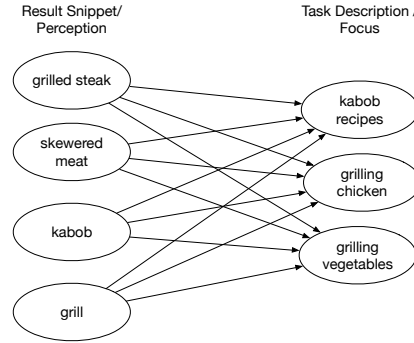 Result Snippet/
Perception
Task Description /
Focus
grilled steak
skewered
meat
kabob
grill
kabob
recipes
grilling
chicken
grilling
vegetables